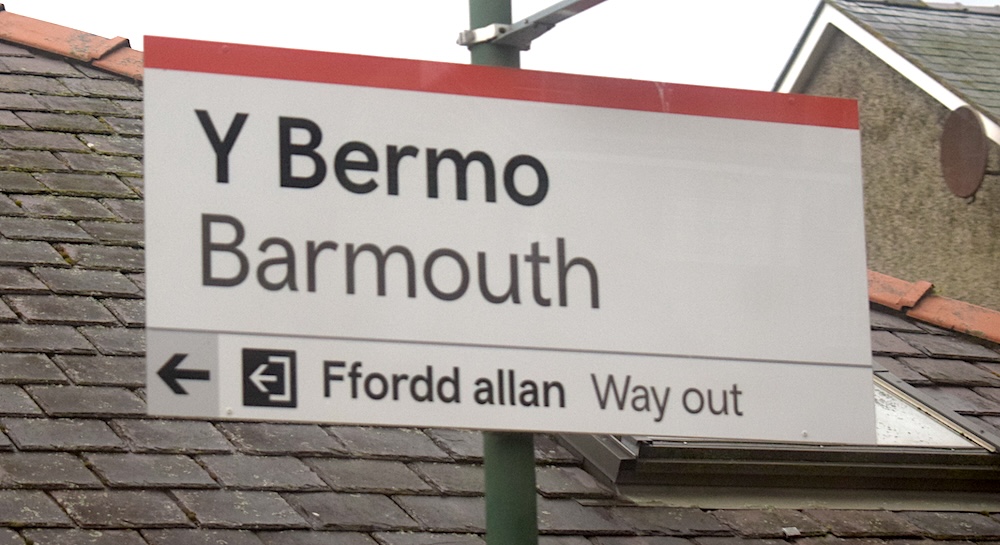 Y Bermo
Barmouth
Ffordd allan Way out